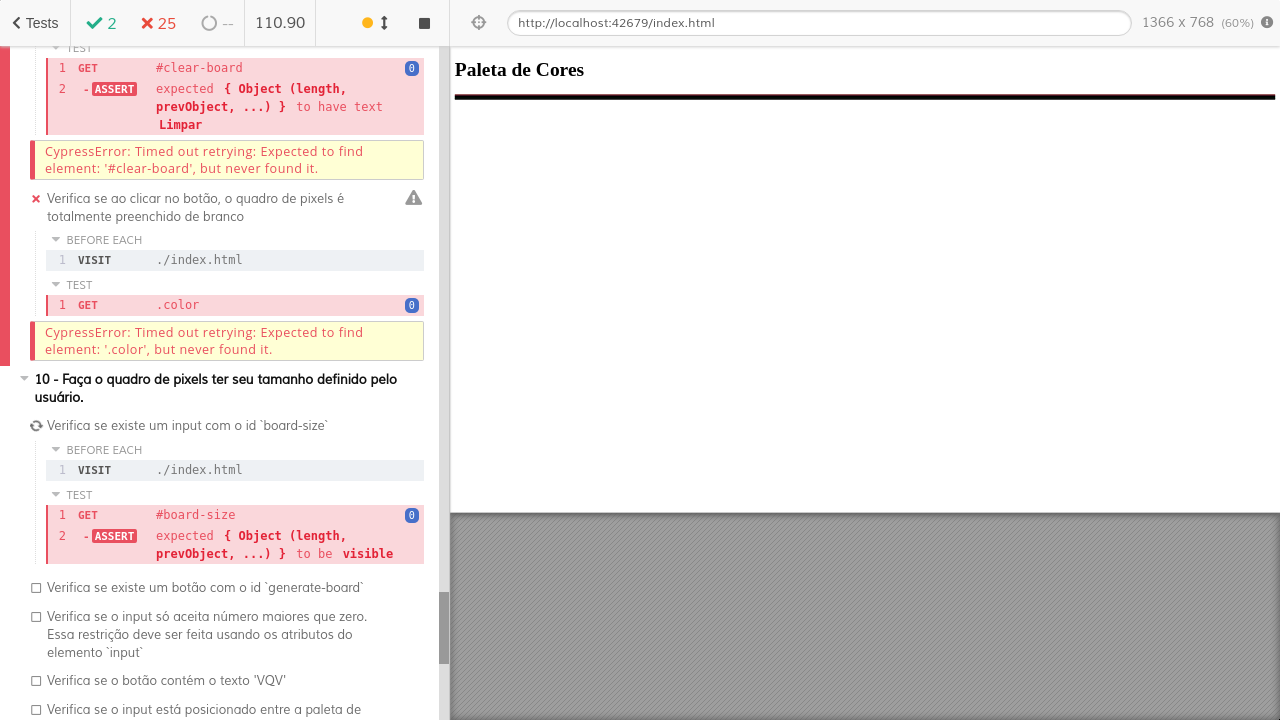 Tests 2 25 -- 110.90 http://localhost:42679/index.html 1366 x 768 (60%)
TEST
1 GET #clear-board 0
2 -ASSERT expected { Object (length,
prevObject, ...) } to have text
Limpar
CypressError: Timed out retrying: Expected to find
element: '#clear-board', but never found it.
Verifica se ao clicar no botão, o quadro de pixels é
totalmente preenchido de branco
BEFORE EACH
1 VISIT ./index.html
TEST
1 GET .color 0
CypressError: Timed out retrying: Expected to find
element: '.color', but never found it.
10 - Faça o quadro de pixels ter seu tamanho definido pelo
usuário.
Verifica se existe um input com o id `board-size`
BEFORE EACH
1 VISIT ./index.html
TEST
1 GET #board-size 0
2 -ASSERT expected { Object (length,
prevObject, ...) } to be visible
Verifica se existe um botão com o id `generate-board`
Verifica se o input só aceita número maiores que zero.
Essa restrição deve ser feita usando os atributos do
elemento `input`
Verifica se o botão contém o texto 'VQV'
Verifica se o input está posicionado entre a paleta de
Paleta de Cores